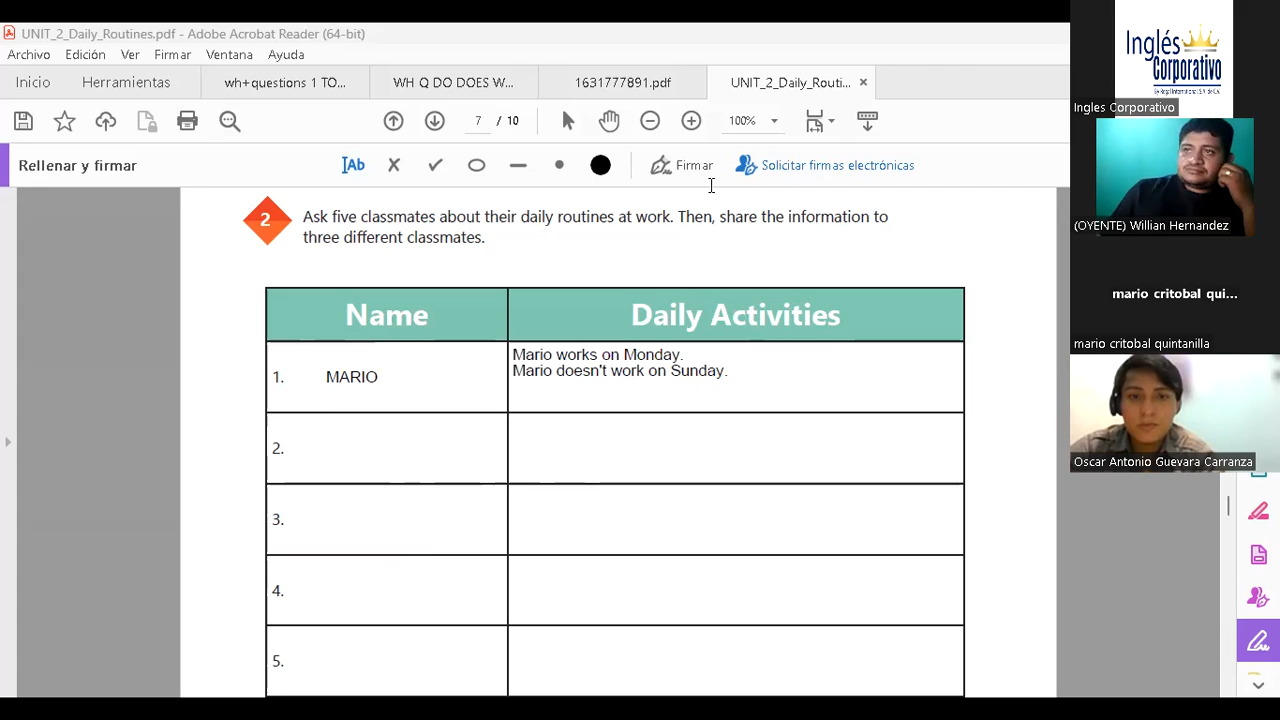 UNIT_2_Daily_Routines.pdf - Adobe Acrobat Reader (64-bit)
Archivo Edición Ver Firmar Ventana Ayuda
Inicio Herramientas wh+questions 1 TO... WH Q DO DOES W... 1631777891.pdf UNIT_2_Daily_Routi...
7 / 10 100%
Rellenar y firmar Ab Firmar Solicitar firmas electrónicas
2 Ask five classmates about their daily routines at work. Then, share the information to
three different classmates.
Name Daily Activities
1. MARIO
Mario works on Monday.
Mario doesn't work on Sunday.
2.
3.
4.
5.
Inglés
Corporativo
Ingles Corporativo
(OYENTE) Willian Hernandez
mario critobal qui...
mario critobal quintanilla
Oscar Antonio Guevara Carranza